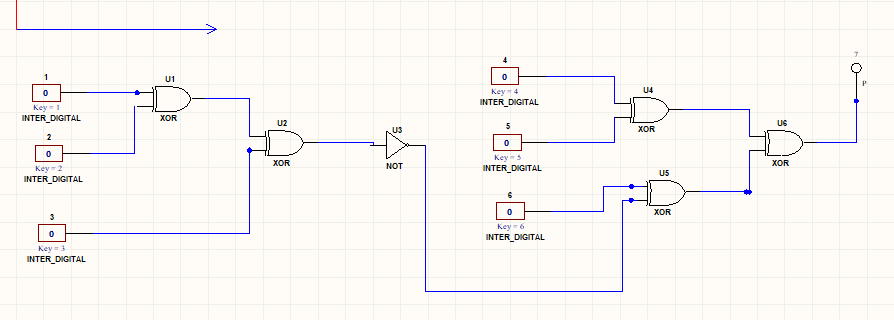 1
0
Key = 1
INTER_DIGITAL
U1
XOR
2
0
Key = 2
INTER_DIGITAL
U2
XOR
3
0
Key = 3
INTER_DIGITAL
U3
NOT
4
0
Key = 4
INTER_DIGITAL
U4
XOR
5
0
Key = 5
INTER_DIGITAL
6
0
Key = 6
INTER_DIGITAL
U5
XOR
U6
XOR
7
P